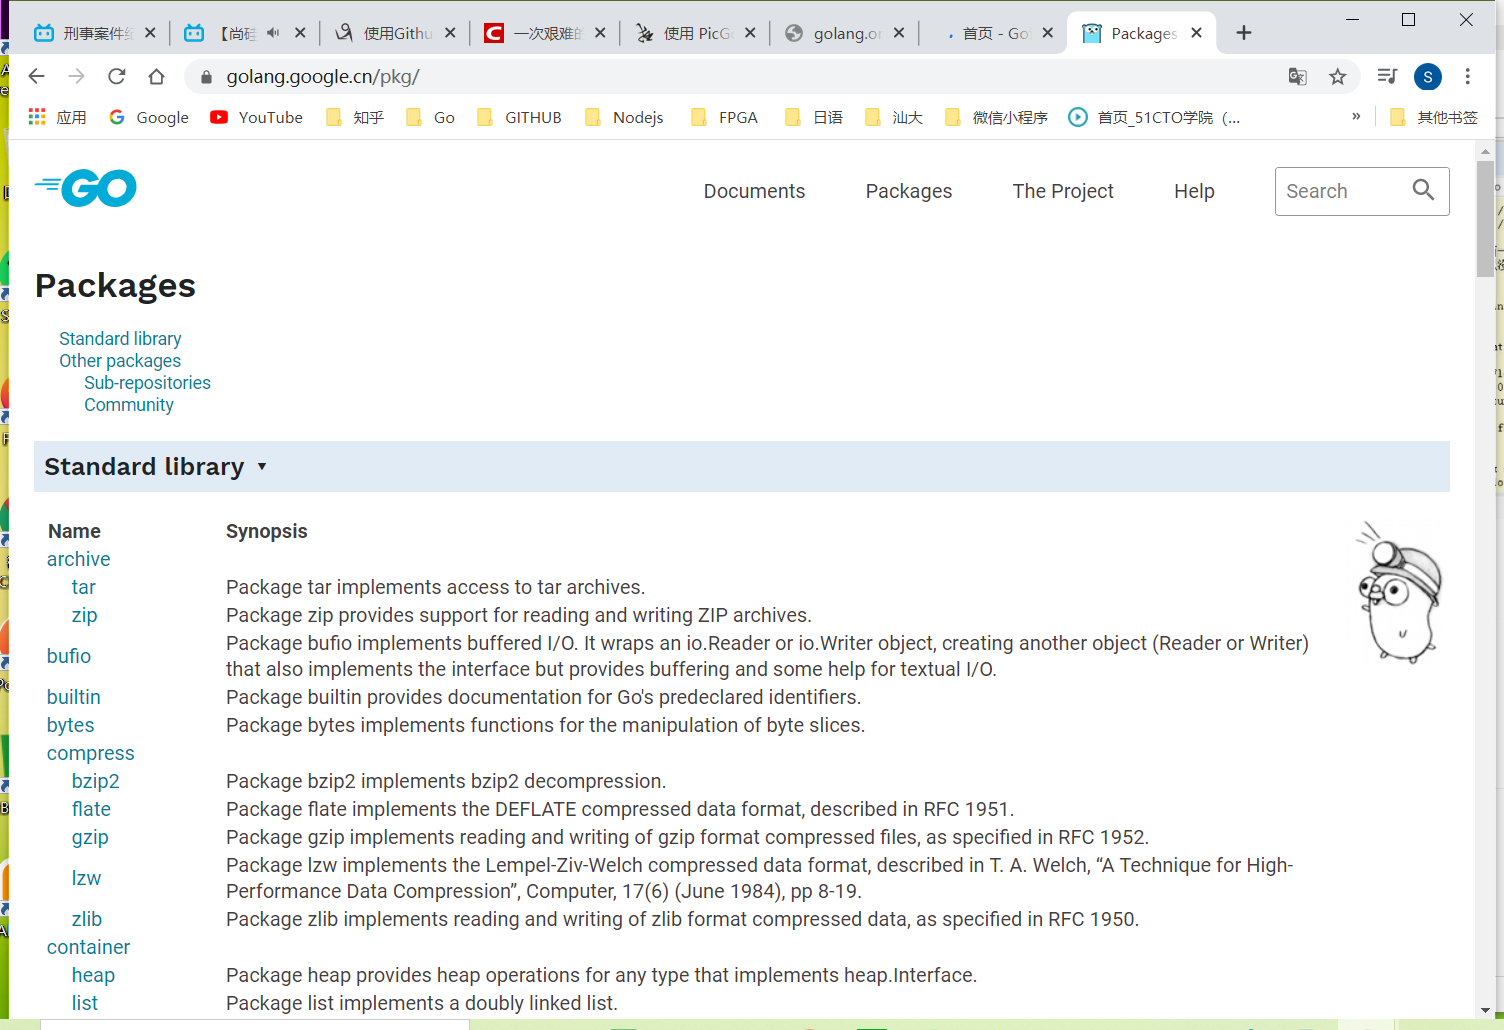 刑事案件纟
【尚硅
使用Githu
一次艰难的
使用 PicG
golang.or
首页 - Go
Packages
golang.google.cn/pkg/
S
应用
Google
YouTube
知乎
Go
GITHUB
Nodejs
FPGA
日语
汕大
微信小程序
首页_51CTO学院（...
»
其他书签
GO
Documents
Packages
The Project
Help
Search
Packages
Standard library
Other packages
Sub-repositories
Community
Standard library ▾
Name Synopsis
archive
tar Package tar implements access to tar archives.
zip Package zip provides support for reading and writing ZIP archives.
bufio Package bufio implements buffered I/O. It wraps an io.Reader or io.Writer object, creating another object (Reader or Writer)
that also implements the interface but provides buffering and some help for textual I/O.
builtin Package builtin provides documentation for Go's predeclared identifiers.
bytes Package bytes implements functions for the manipulation of byte slices.
compress
bzip2 Package bzip2 implements bzip2 decompression.
flate Package flate implements the DEFLATE compressed data format, described in RFC 1951.
gzip Package gzip implements reading and writing of gzip format compressed files, as specified in RFC 1952.
lzw Package lzw implements the Lempel-Ziv-Welch compressed data format, described in T. A. Welch, “A Technique for High-
Performance Data Compression”, Computer, 17(6) (June 1984), pp 8-19.
zlib Package zlib implements reading and writing of zlib format compressed data, as specified in RFC 1950.
container
heap Package heap provides heap operations for any type that implements heap.Interface.
list Package list implements a doubly linked list.